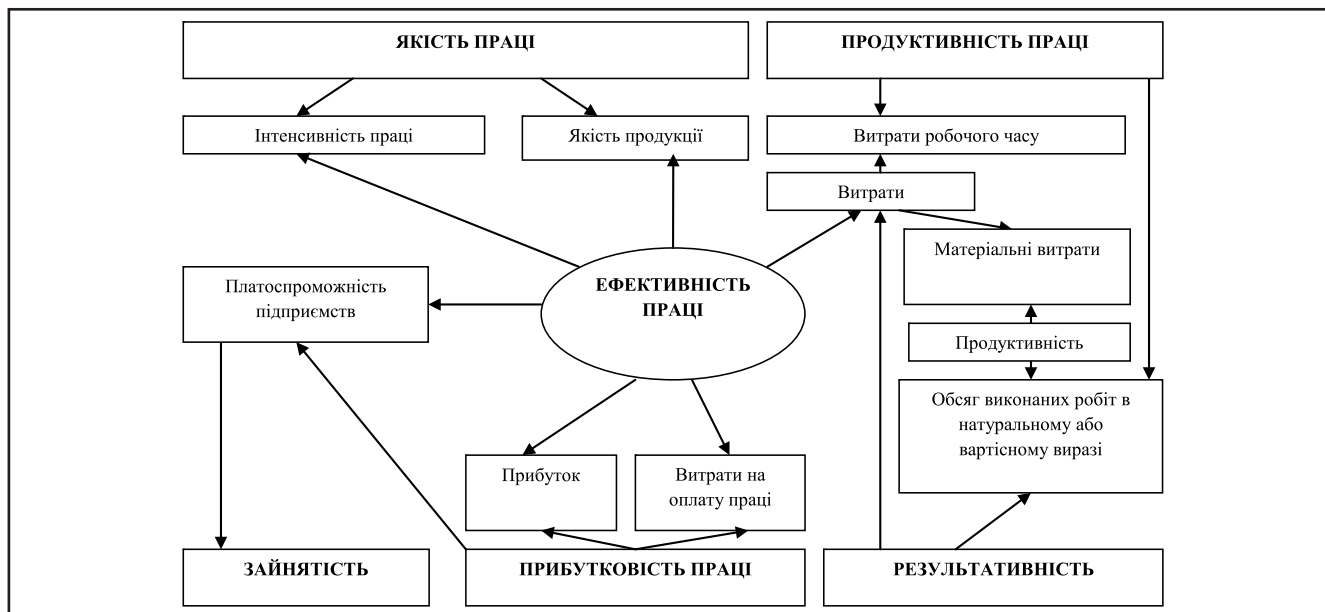 ЯКІСТЬ ПРАЦІ
ПРОДУКТИВНІСТЬ ПРАЦІ
Інтенсивність праці
Якість продукції
Витрати робочого часу
Витрати
Матеріальні витрати
Платоспроможність
підприємств
ЕФЕКТИВНІСТЬ
ПРАЦІ
Продуктивність
Обсяг виконаних робіт в
натуральному або
вартісному виразі
Прибуток
Витрати на
оплату праці
ЗАЙНЯТІСТЬ
ПРИБУТКОВІСТЬ ПРАЦІ
РЕЗУЛЬТАТИВНІСТЬ